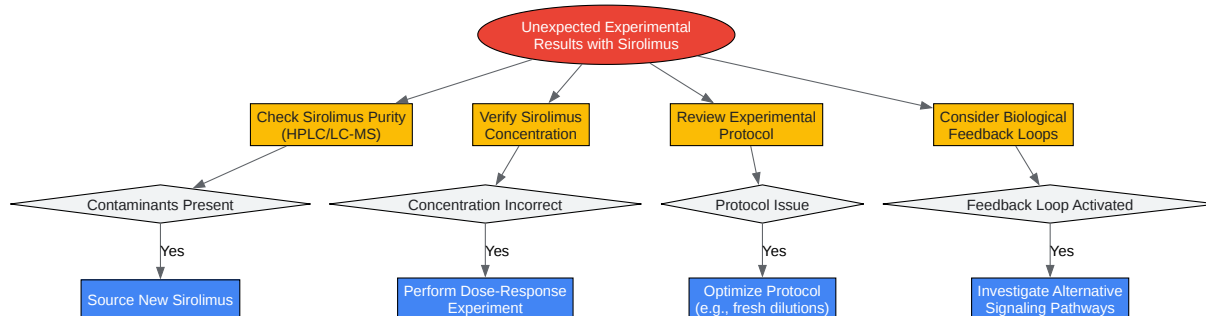 Unexpected Experimental
Results with Sirolimus
Check Sirolimus Purity
(HPLC/LC-MS)
Verify Sirolimus
Concentration
Review Experimental
Protocol
Consider Biological
Feedback Loops
Contaminants Present
Concentration Incorrect
Protocol Issue
Feedback Loop Activated
Yes
Yes
Yes
Yes
Source New Sirolimus
Perform Dose-Response
Experiment
Optimize Protocol
(e.g., fresh dilutions)
Investigate Alternative
Signaling Pathways